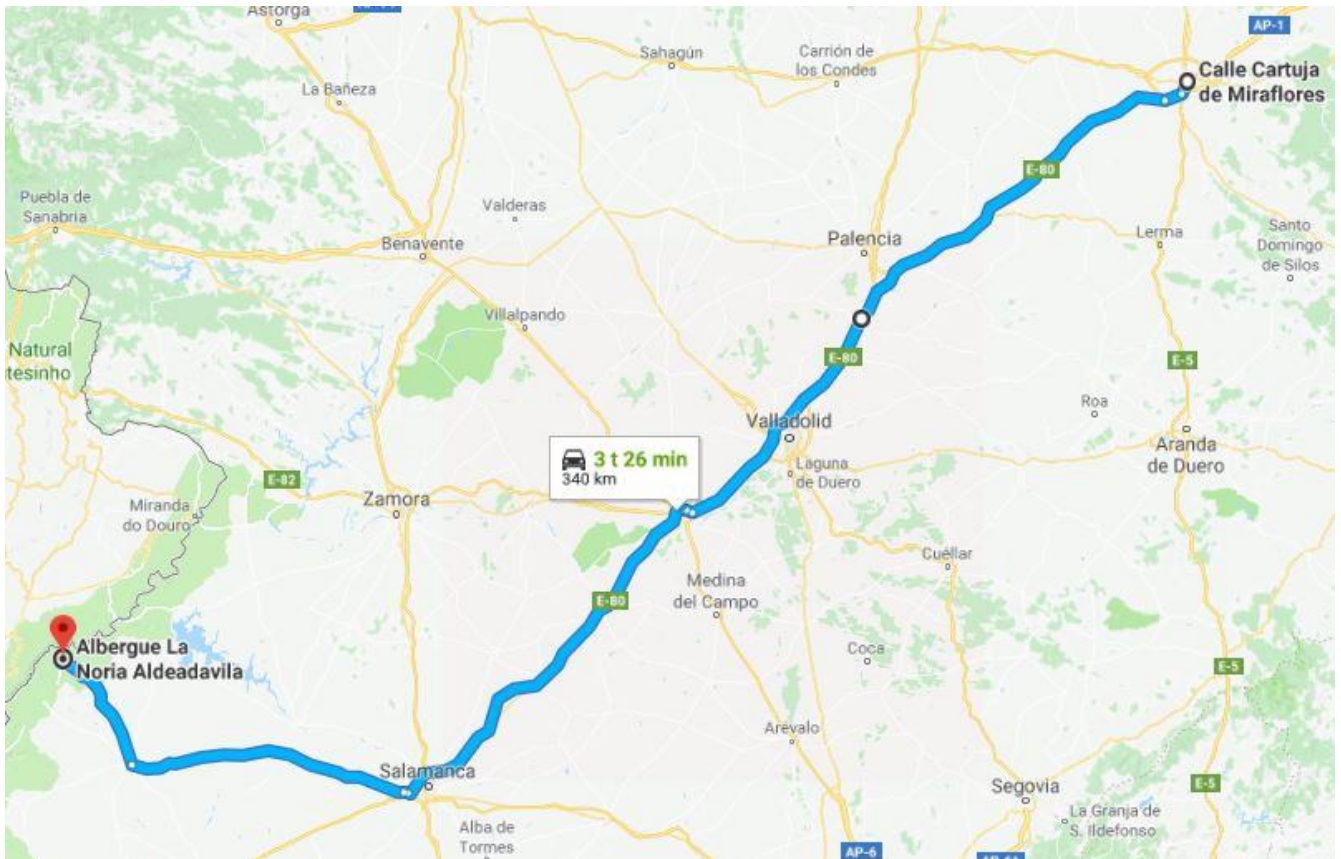 Astorga
AP-1
Sahagún
Carrión de
los Condes
Calle Cartuja
de Miraflores
La Bañeza
E-80
Puebla de
Sanabria
Valderas
Benavente
Palencia
Lerma
Santo
Domingo
de Silos
Villalpando
Natural
tesinho
E-80
E-5
Roa
Valladolid
Aranda
de Duero
3 t 26 min
340 km
Laguna
de Duero
E-82
Zamora
Miranda
do Douro
Cuéllar
Medina
del Campo
E-80
Albergue La
Noria Aldeadavila
Coca
E-5
Arévalo
Salamanca
Segovia
E-5
La Granja de
S. Ildefonso
Alba de
Tormes
AP-6